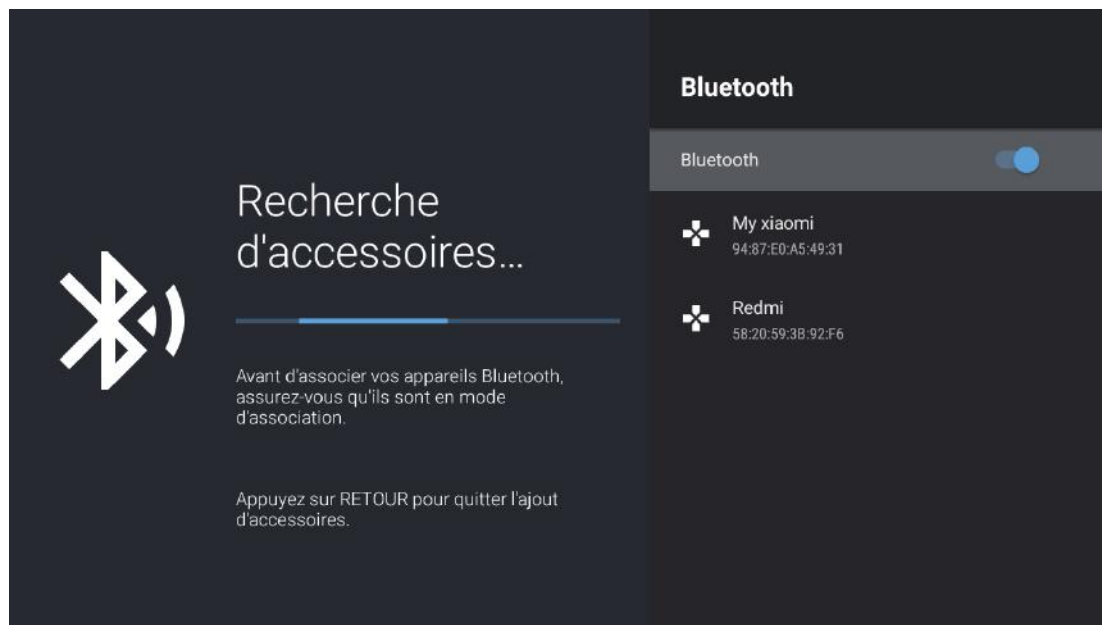 Recherche
d'accessoires...
Avant d'associer vos appareils Bluetooth,
assurez-vous qu'ils sont en mode
d'association.
Appuyez sur RETOUR pour quitter l'ajout
d'accessoires.
Bluetooth
Bluetooth
My xiaomi
94:87:E0:A5:49:31
Redmi
58:20:59:3B:92:F6